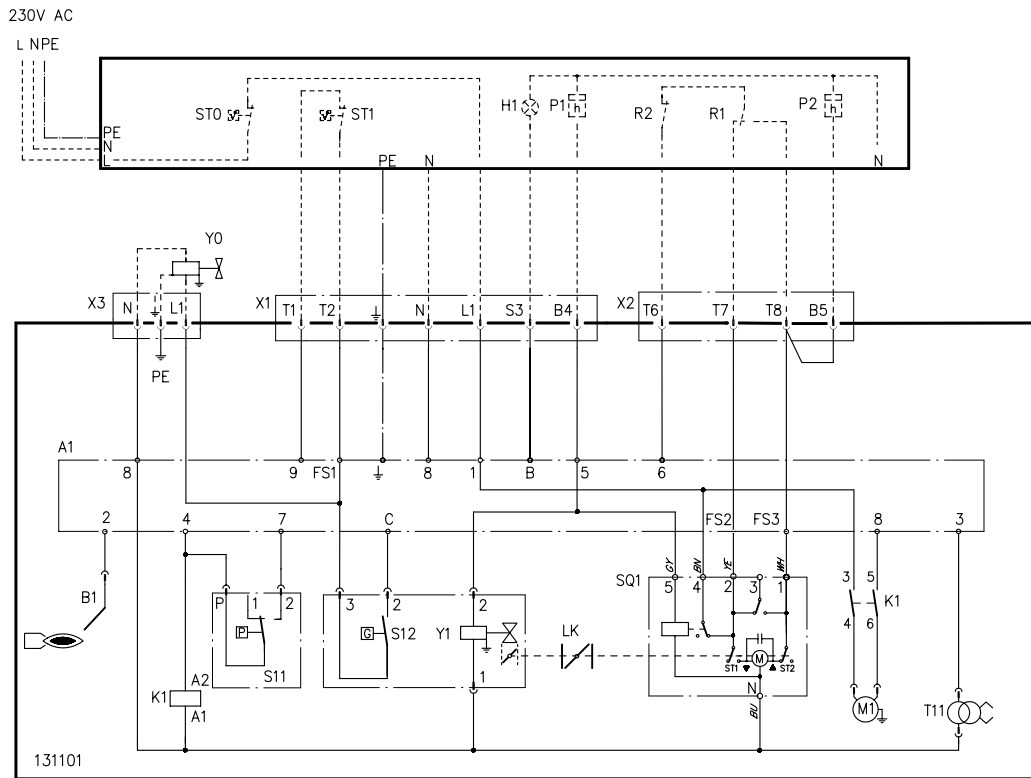 230V AC
L N PE
ST0 ST1 H1 P1 h R2 R1 P2 h
PE
N
L
PE N N
Y0
X3 N L1
X1 T1 T2 N L1 S3 B4
X2 T6 T7 T8 B5
PE
A1
8 9 FS1 8 1 B 5 6
2 4 7 C FS2 FS3 8 3
GY BN YE WH
SQ1 5 4 2 3 1
B1
P 1 2
P
S11
3 2
G S12
Y1 2
1
LK
M
ST1 ST2
N
BU
3 5
K1
4 6
K1 A2
A1
M1
T11
131101